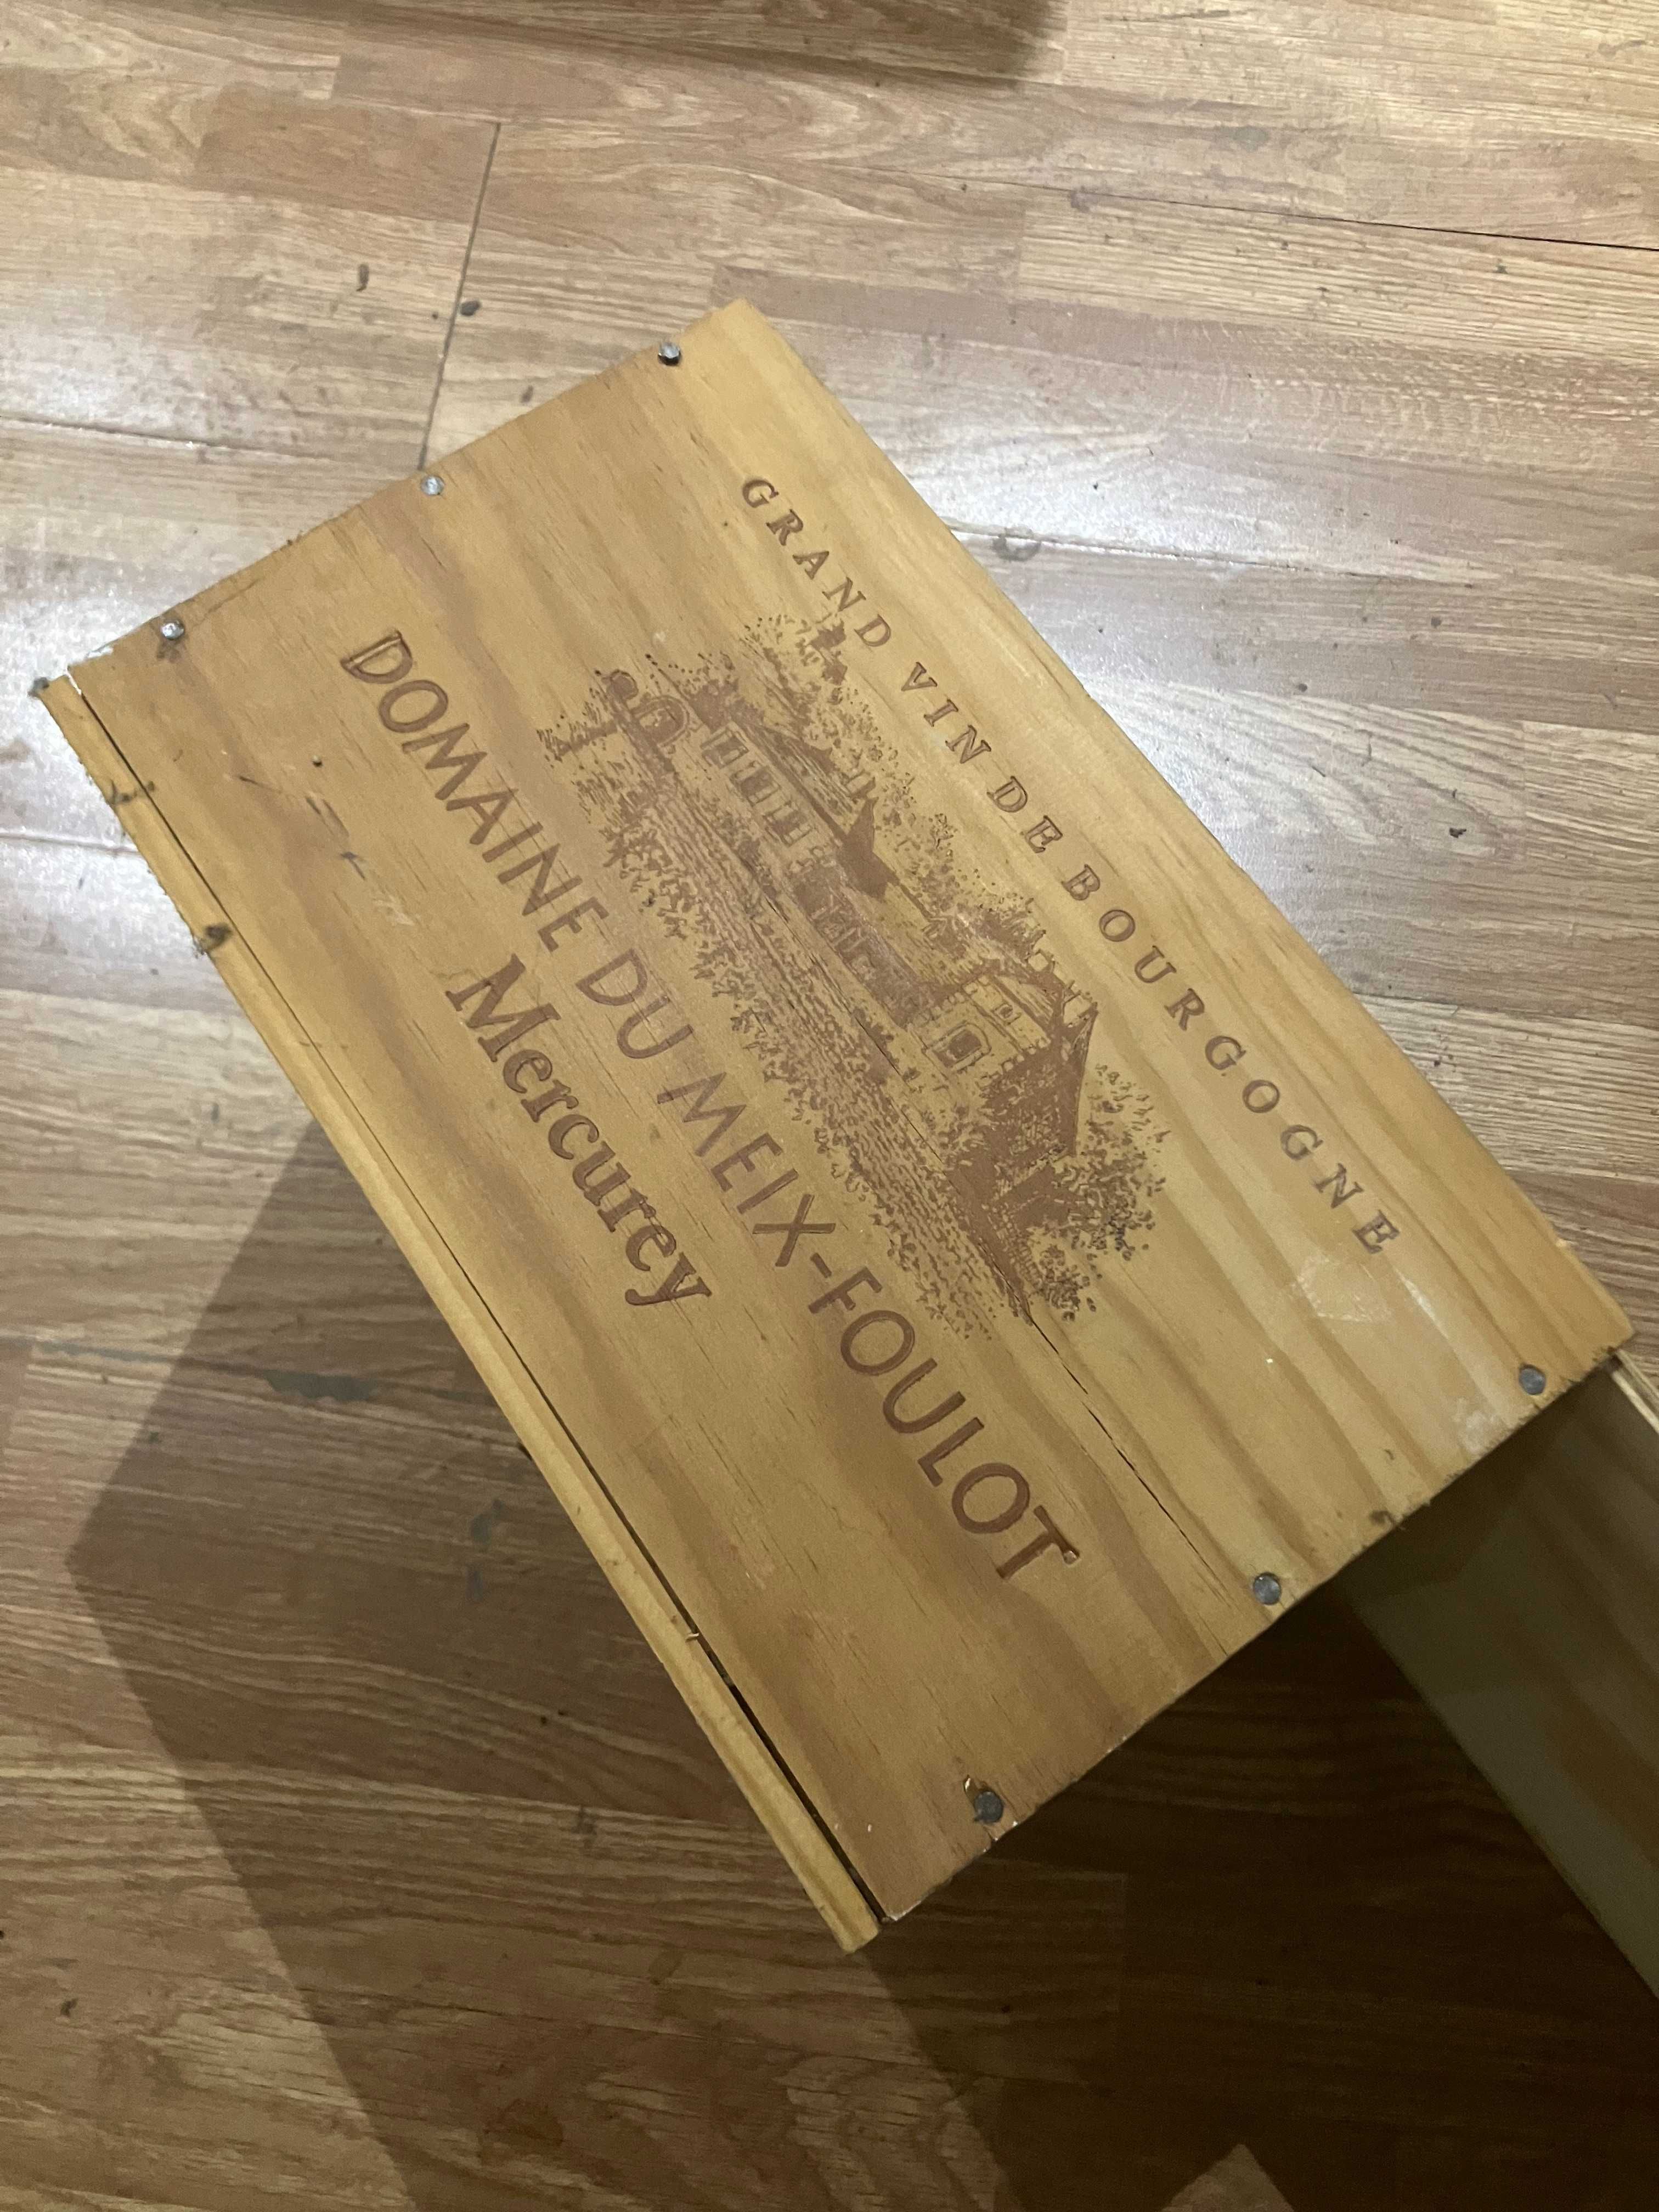 GRAND VIN DE BOURGOGNE
DOMAINE DU MEIX-FOULOT
Mercurey